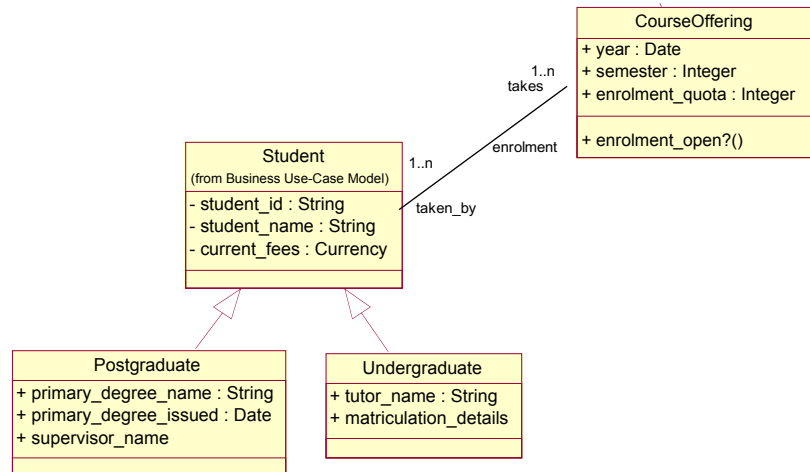 CourseOffering
+ year : Date
+ semester : Integer
+ enrolment_quota : Integer
+ enrolment_open?()
1..n
takes
enrolment
1..n
taken_by
Student
(from Business Use-Case Model)
- student_id : String
- student_name : String
- current_fees : Currency
Postgraduate
+ primary_degree_name : String
+ primary_degree_issued : Date
+ supervisor_name
Undergraduate
+ tutor_name : String
+ matriculation_details